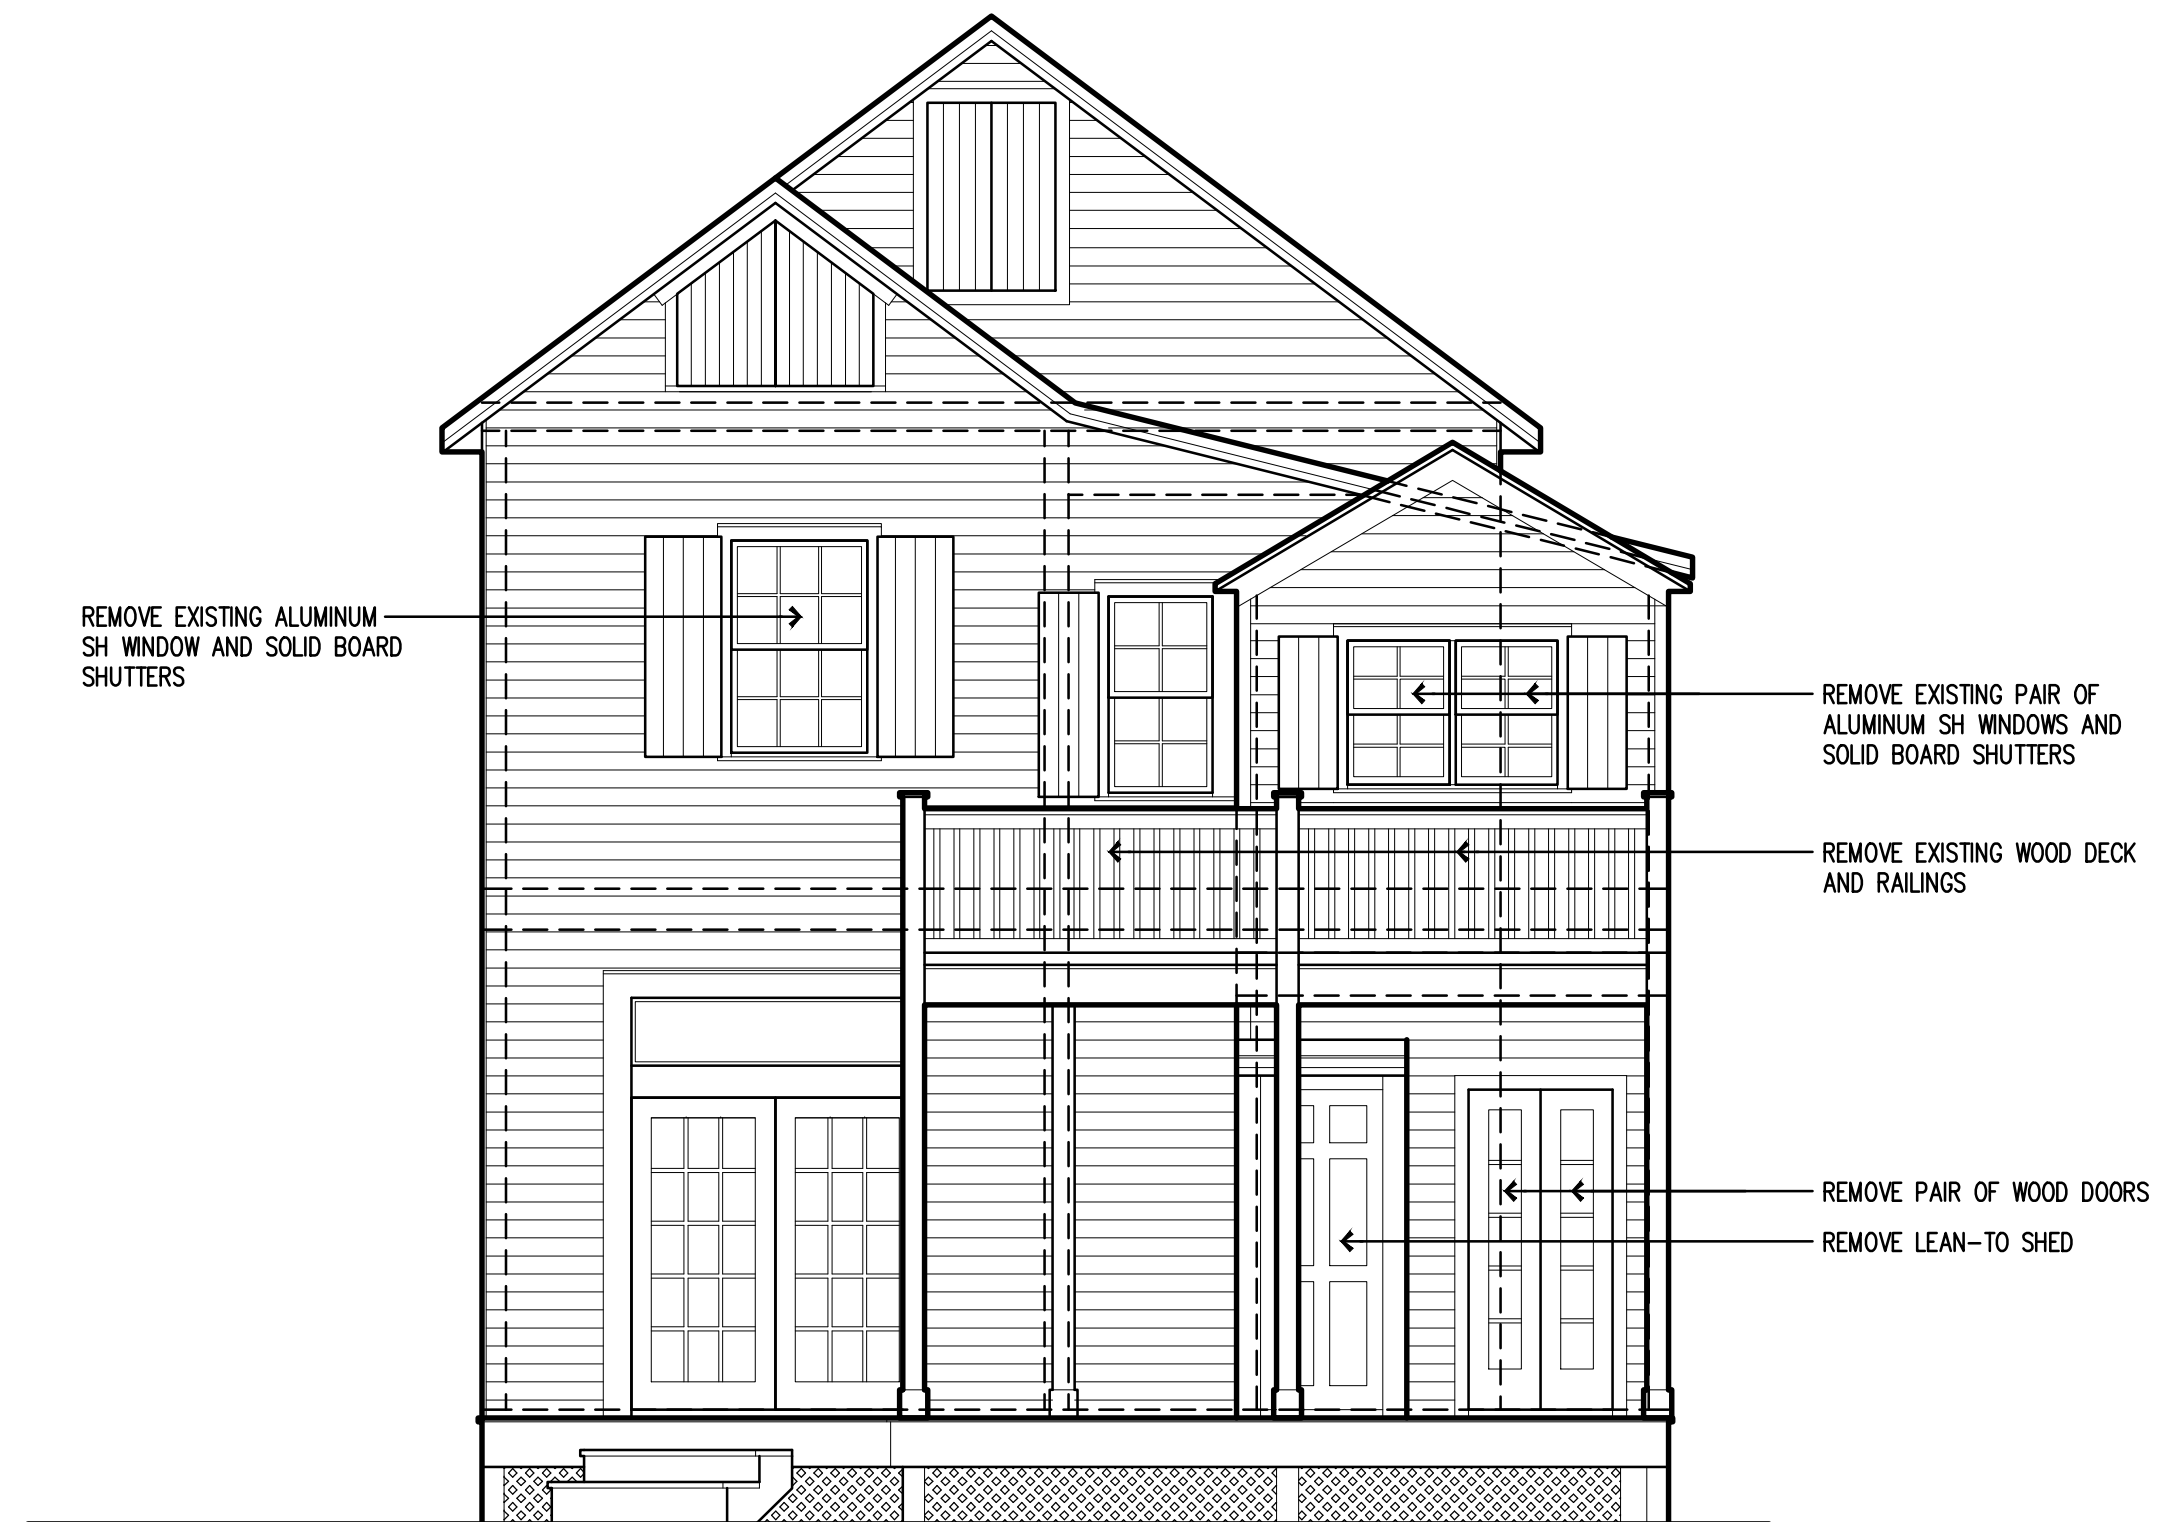 REMOVE EXISTING ALUMINUM
SH WINDOW AND SOLID BOARD
SHUTTERS
REMOVE EXISTING PAIR OF
ALUMINUM SH WINDOWS AND
SOLID BOARD SHUTTERS
REMOVE EXISTING WOOD DECK
AND RAILINGS
REMOVE PAIR OF WOOD DOORS
REMOVE LEAN-TO SHED